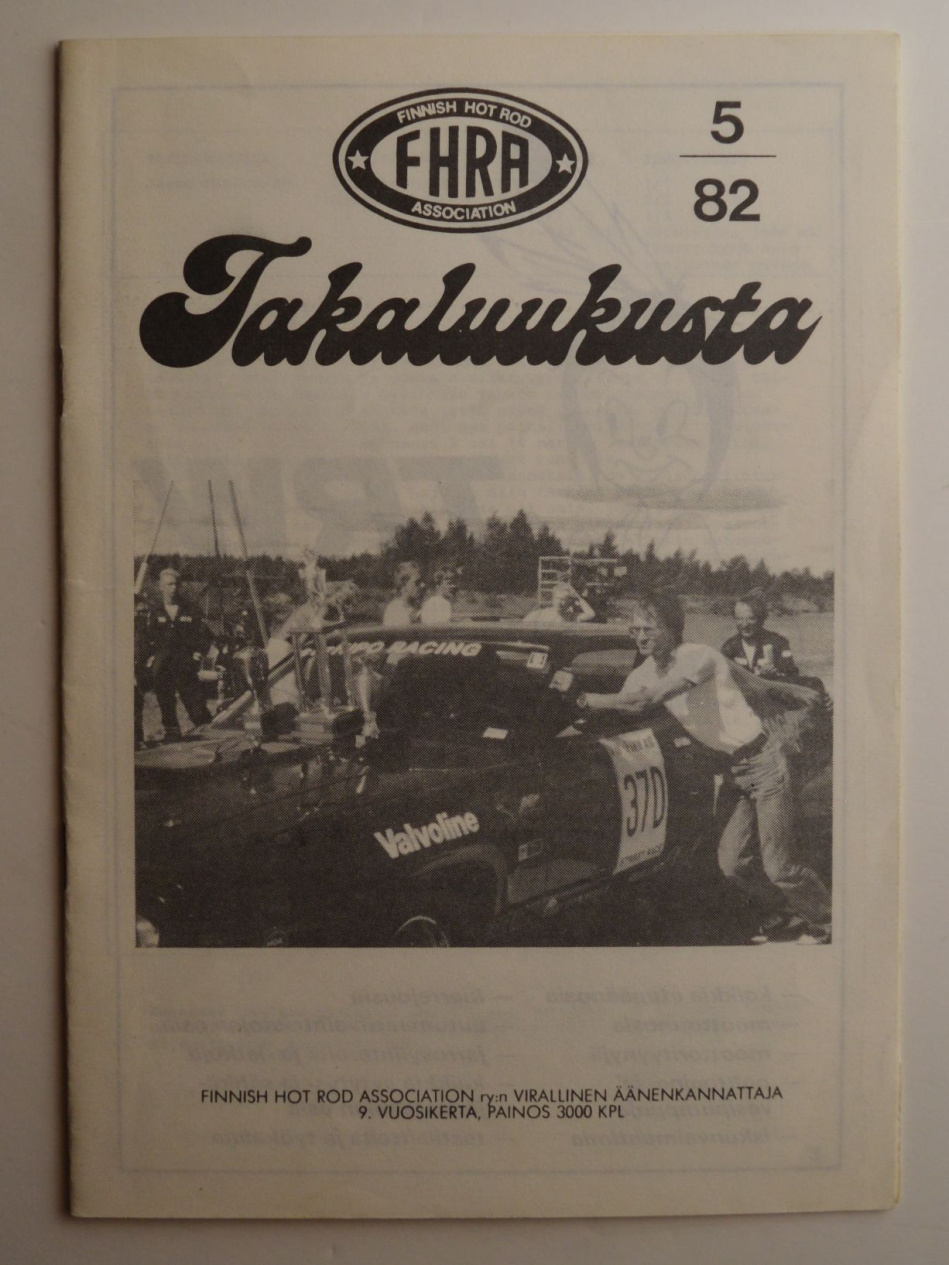 FINNISH HOT ROD
FHRA
ASSOCIATION
5
82
Takaluukusta
RACING
Valvoline
37D
FINNISH HOT ROD ASSOCIATION ry:n VIRALLINEN ÄÄNENKANNATTAJA
9. VUOSIKERTA, PAINOS 3000 KPL